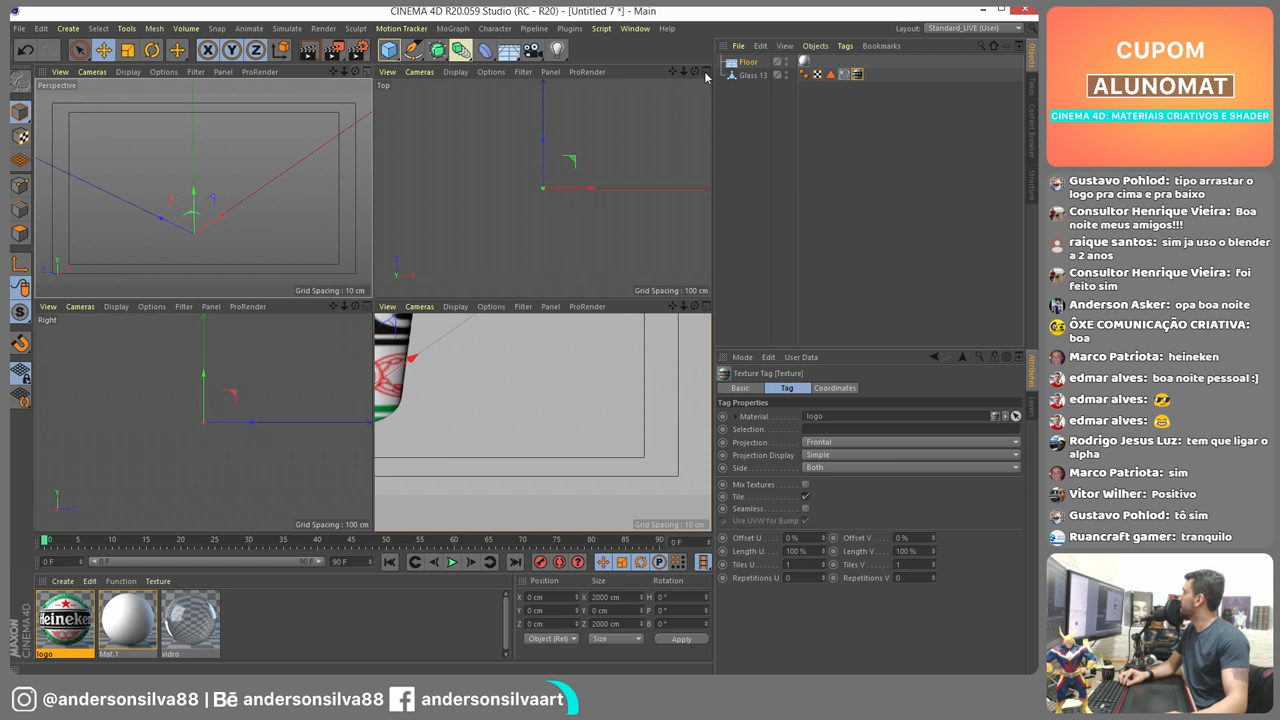 CINEMA 4D R20.059 Studio (RC - R20) - [Untitled 7 *] - Main
File Edit Create Select Tools Mesh Volume Snap Animate Simulate Render Sculpt Motion Tracker MoGraph Character Pipeline Plugins Script Window Help
Layout: Standard_LIVE (User)
File Edit View Objects Tags Bookmarks
Floor
Glass 13
View Cameras Display Options Filter Panel ProRender
View Cameras Display Options Filter Panel ProRender
Perspective
Top
Grid Spacing : 10 cm
Grid Spacing : 100 cm
View Cameras Display Options Filter Panel ProRender
View Cameras Display Options Filter Panel ProRender
Right
Grid Spacing : 100 cm
Grid Spacing : 10 cm
Objects
Takes
Content Browser
Structure
Mode Edit User Data
Texture Tag [Texture]
Basic Tag Coordinates
Tag Properties
Material logo
Selection
Projection Frontal
Projection Display Simple
Side Both
Mix Textures
Tile
Seamless
Use UVW for Bump
Offset U 0 % Offset V 0 %
Length U 100 % Length V 100 %
Tiles U 1 Tiles V 1
Repetitions U 0 Repetitions V 0
Attributes
Layers
0 5 10 15 20 25 30 35 40 45 50 55 60 65 70 75 80 85 90 0 F
0 F 0 F 90 F 90 F
Create Edit Function Texture
Heineken
logo Mat.1 vidro
Position Size Rotation
X 0 cm X 2000 cm H 0 °
Y 0 cm Y 0 cm P 0 °
Z 0 cm Z 2000 cm B 0 °
Object (Rel) Size Apply
MAXON CINEMA 4D
CUPOM
ALUNOMAT
CINEMA 4D: MATERIAIS CRIATIVOS E SHADER
Gustavo Pohlod: tipo arrastar o
logo pra cima e pra baixo
Consultor Henrique Vieira: Boa
noite meus amigos!!!
raique santos: sim ja uso o blender
a 2 anos
Consultor Henrique Vieira: foi
feito sim
Anderson Asker: opa boa noite
ÔXE COMUNICAÇÃO CRIATIVA:
boa
Marco Patriota: heineken
edmar alves: boa noite pessoal :]
edmar alves: 😎
edmar alves: 😂
Rodrigo Jesus Luz: tem que ligar o
alpha
Marco Patriota: sim
Vitor Wilher: Positivo
Gustavo Pohlod: tô sim
Ruancraft gamer: tranquilo
@andersonsilva88 | Bē andersonsilva88 andersonsilvaart